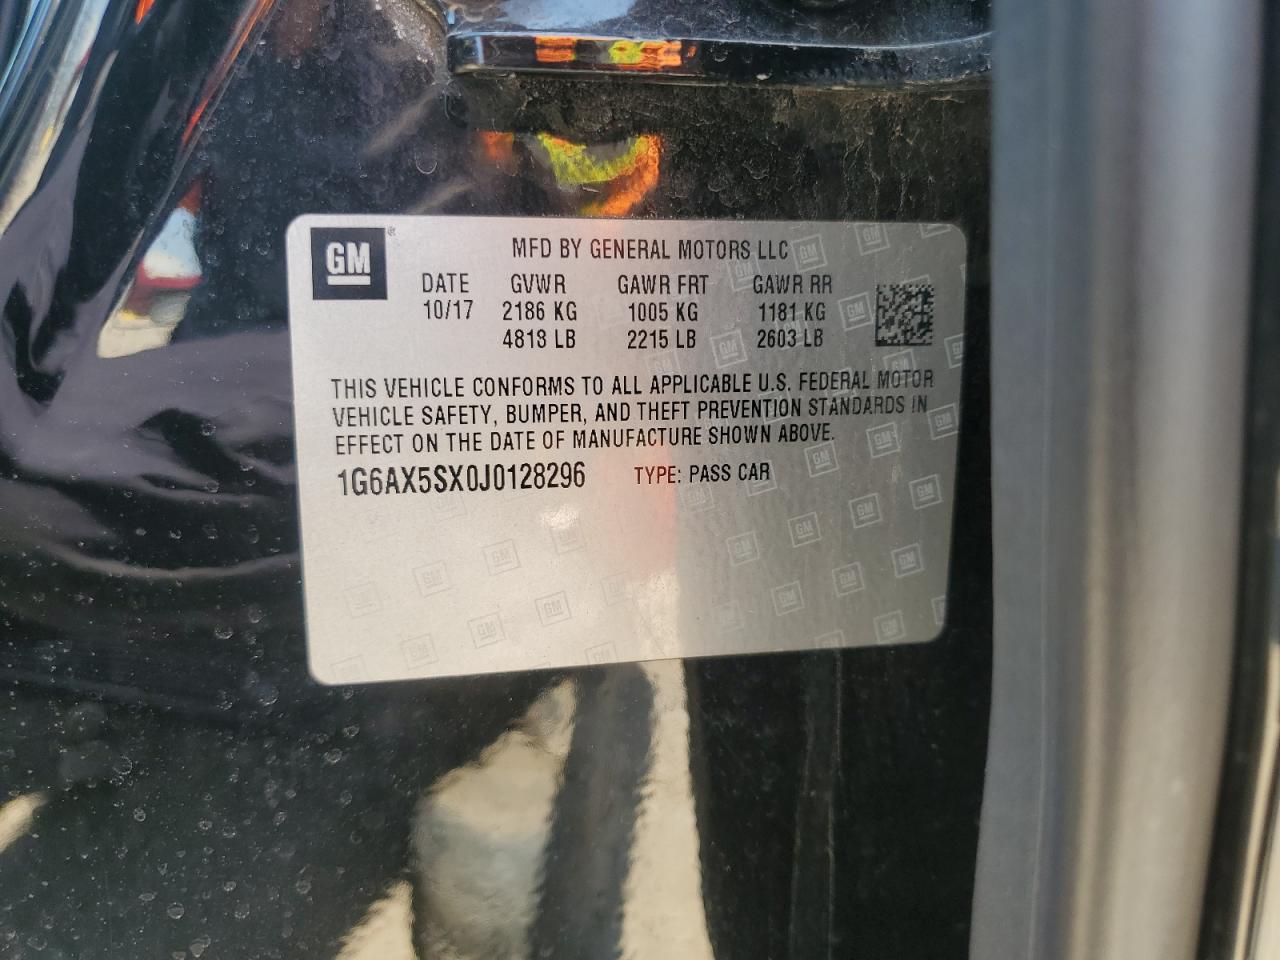 GM®
MFD BY GENERAL MOTORS LLC
DATE GVWR GAWR FRT GAWR RR
10/17 2186 KG 1005 KG 1181 KG
4813 LB 2215 LB 2603 LB
THIS VEHICLE CONFORMS TO ALL APPLICABLE U.S. FEDERAL MOTOR
VEHICLE SAFETY, BUMPER, AND THEFT PREVENTION STANDARDS IN
EFFECT ON THE DATE OF MANUFACTURE SHOWN ABOVE.
1G6AX5SX0J0128296 TYPE: PASS CAR